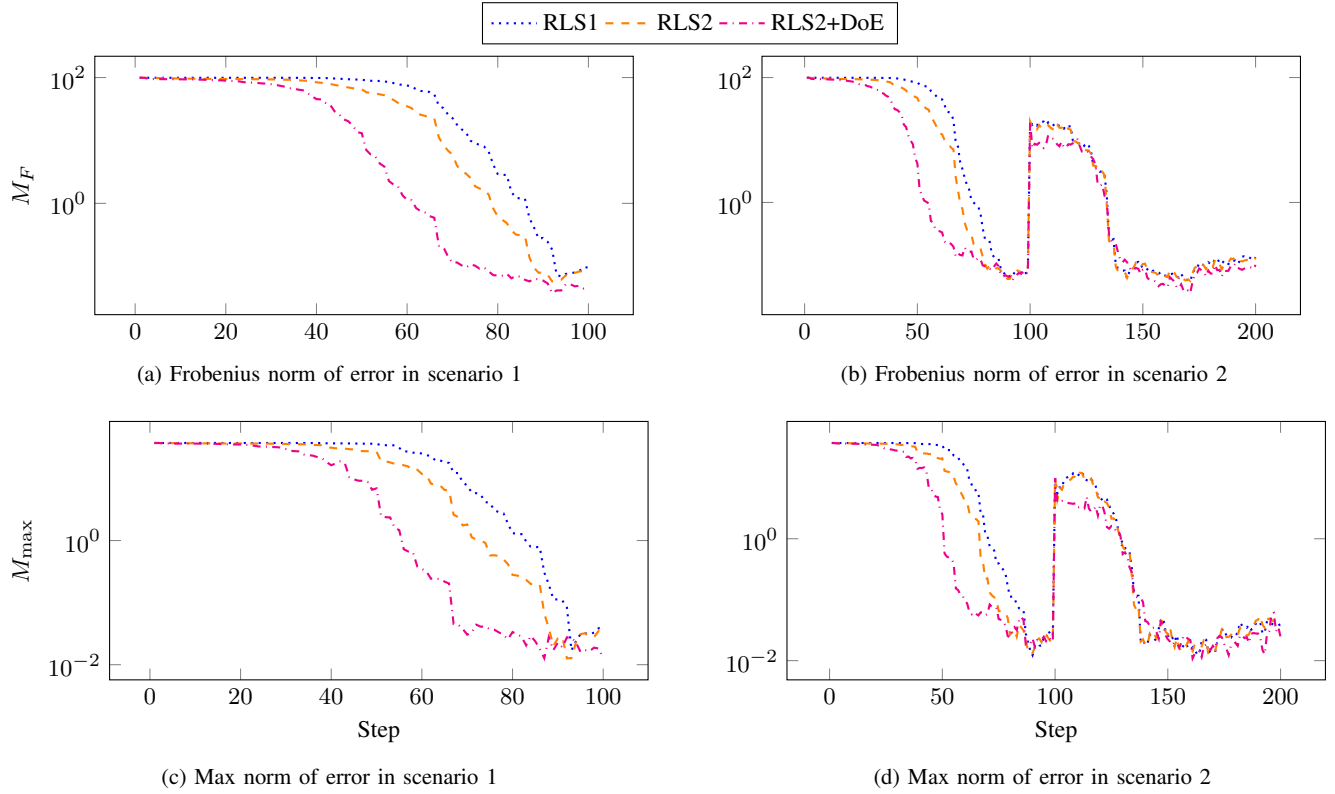 RLS1 RLS2 RLS2+DoE
10^2
10^0
M_F
0 20 40 60 80 100
(a) Frobenius norm of error in scenario 1
10^2
10^0
0 50 100 150 200
(b) Frobenius norm of error in scenario 2
10^0
10^{-2}
M_max
0 20 40 60 80 100
Step
(c) Max norm of error in scenario 1
10^0
10^{-2}
0 50 100 150 200
Step
(d) Max norm of error in scenario 2